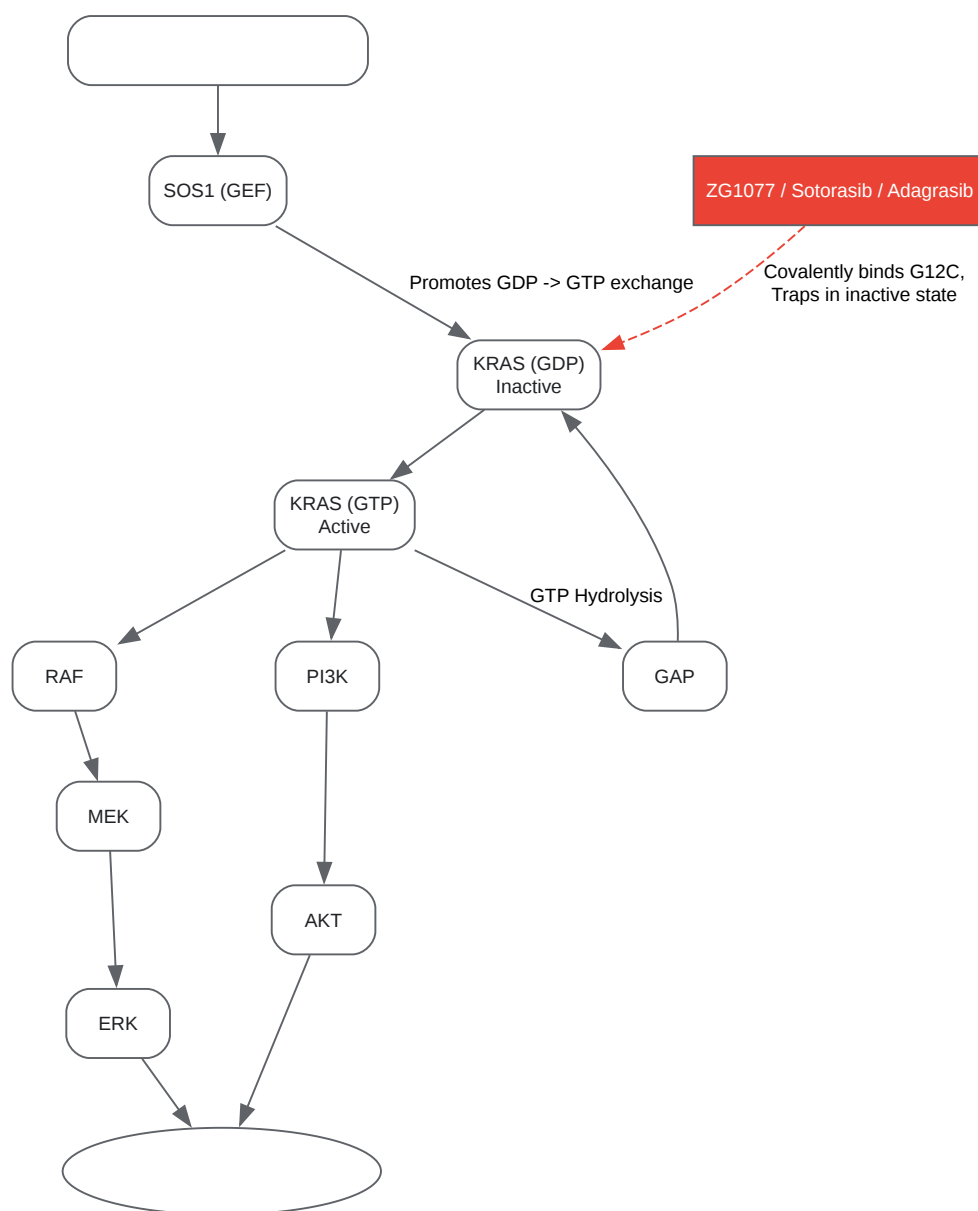 SOS1 (GEF)
ZG1077 / Sotorasib / Adagrasib
Promotes GDP -> GTP exchange
Covalently binds G12C,
Traps in inactive state
KRAS (GDP)
Inactive
KRAS (GTP)
Active
GTP Hydrolysis
RAF
PI3K
GAP
MEK
AKT
ERK